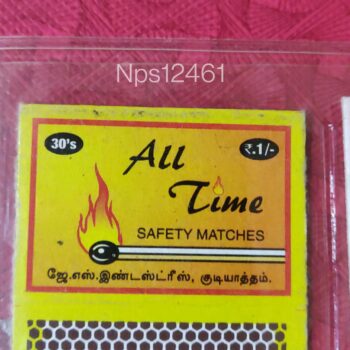 Nps12461
30's
₹.1/-
All
Time
SAFETY MATCHES
ஜே.எஸ்.இண்டஸ்ட்ரீஸ், குடியாத்தம்.